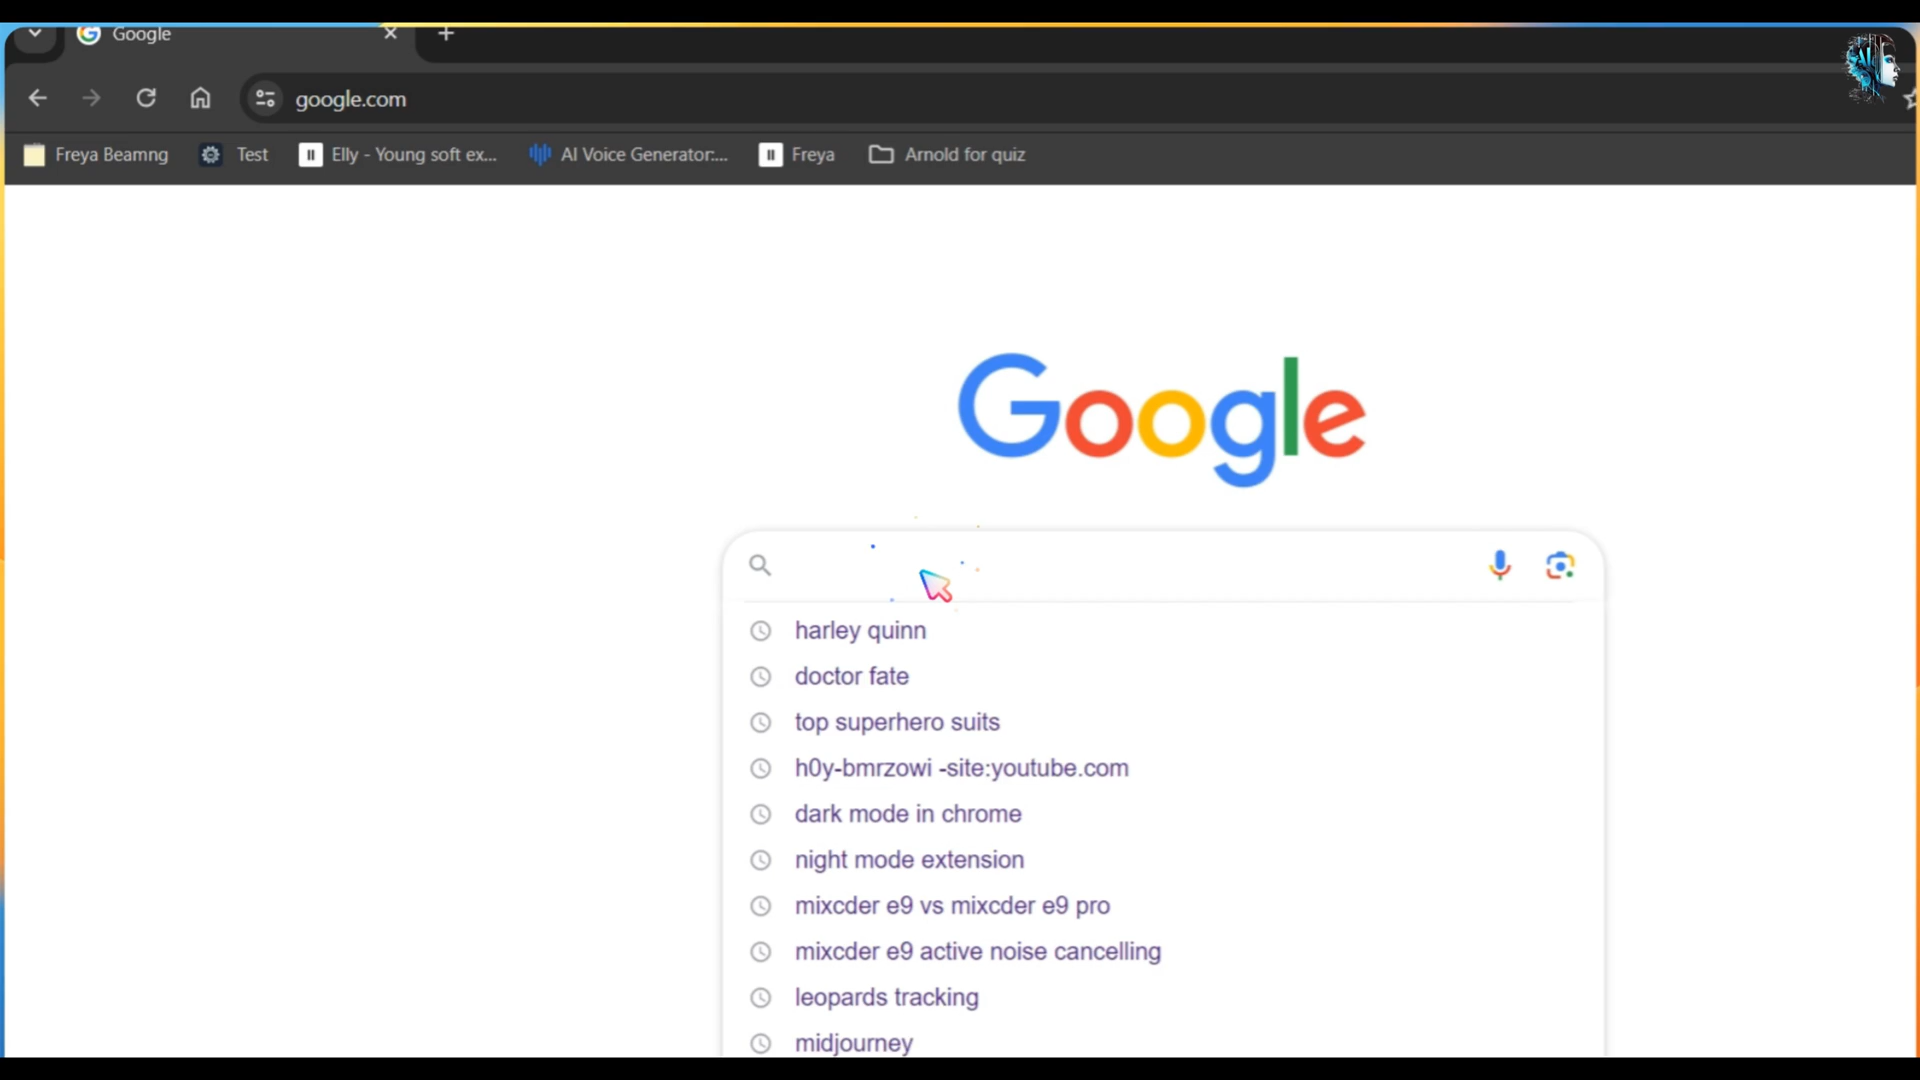 Google
google.com
Freya Beamng
Test
Elly - Young soft ex...
AI Voice Generator:...
Freya
Arnold for quiz
Google
harley quinn
doctor fate
top superhero suits
h0y-bmrzowi -site:youtube.com
dark mode in chrome
night mode extension
mixcder e9 vs mixcder e9 pro
mixcder e9 active noise cancelling
leopards tracking
midjourney